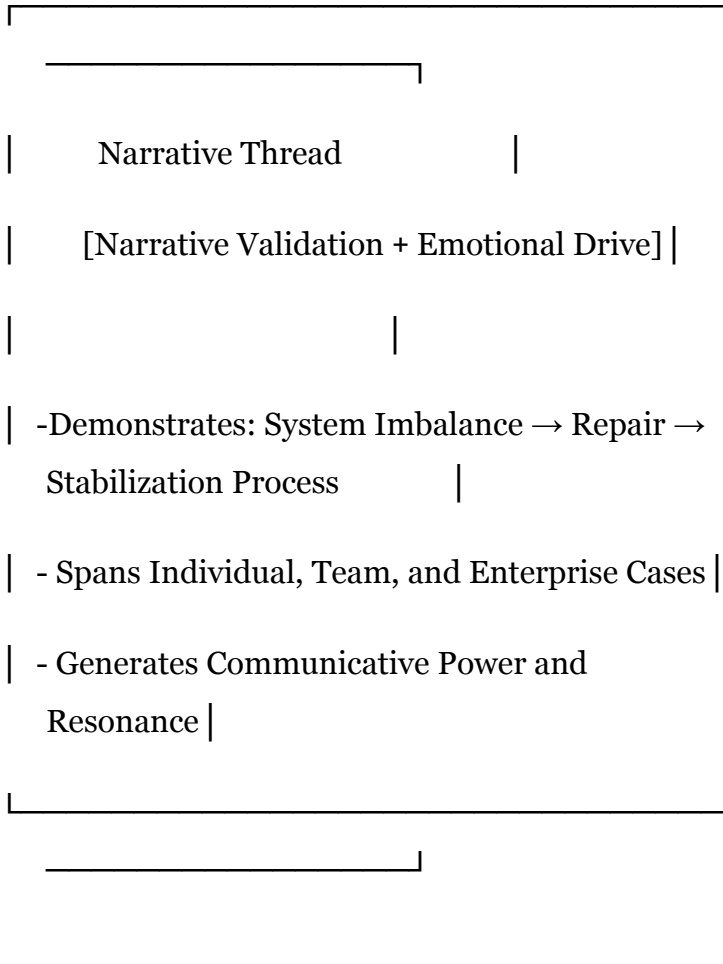 ┌───────────────────────────────
─────────────────┐
│ Narrative Thread │
│ [Narrative Validation + Emotional Drive]│
│ │
│ -Demonstrates: System Imbalance → Repair →
Stabilization Process │
│ - Spans Individual, Team, and Enterprise Cases│
│ - Generates Communicative Power and
Resonance│
└───────────────────────────────
─────────────────┘